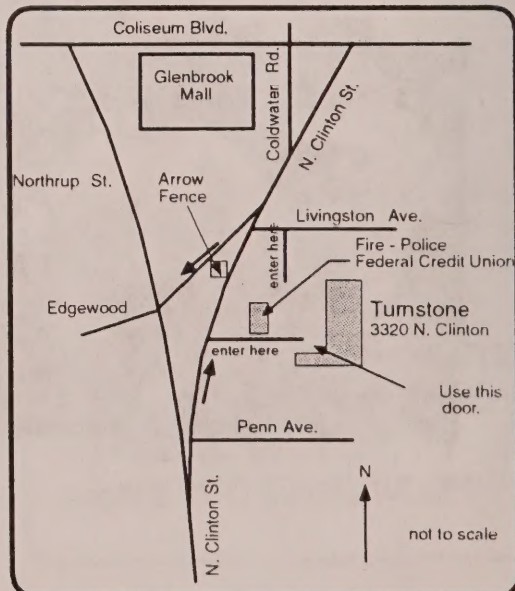 Coliseum Blvd.
Glenbrook
Mall
Coldwater Rd.
N. Clinton St.
Northrup St.
Arrow
Fence
Livingston Ave.
enter here
Fire - Police
Federal Credit Union
Edgewood
Turnstone
3320 N. Clinton
enter here
Use this
door.
Penn Ave.
N
N. Clinton St.
not to scale